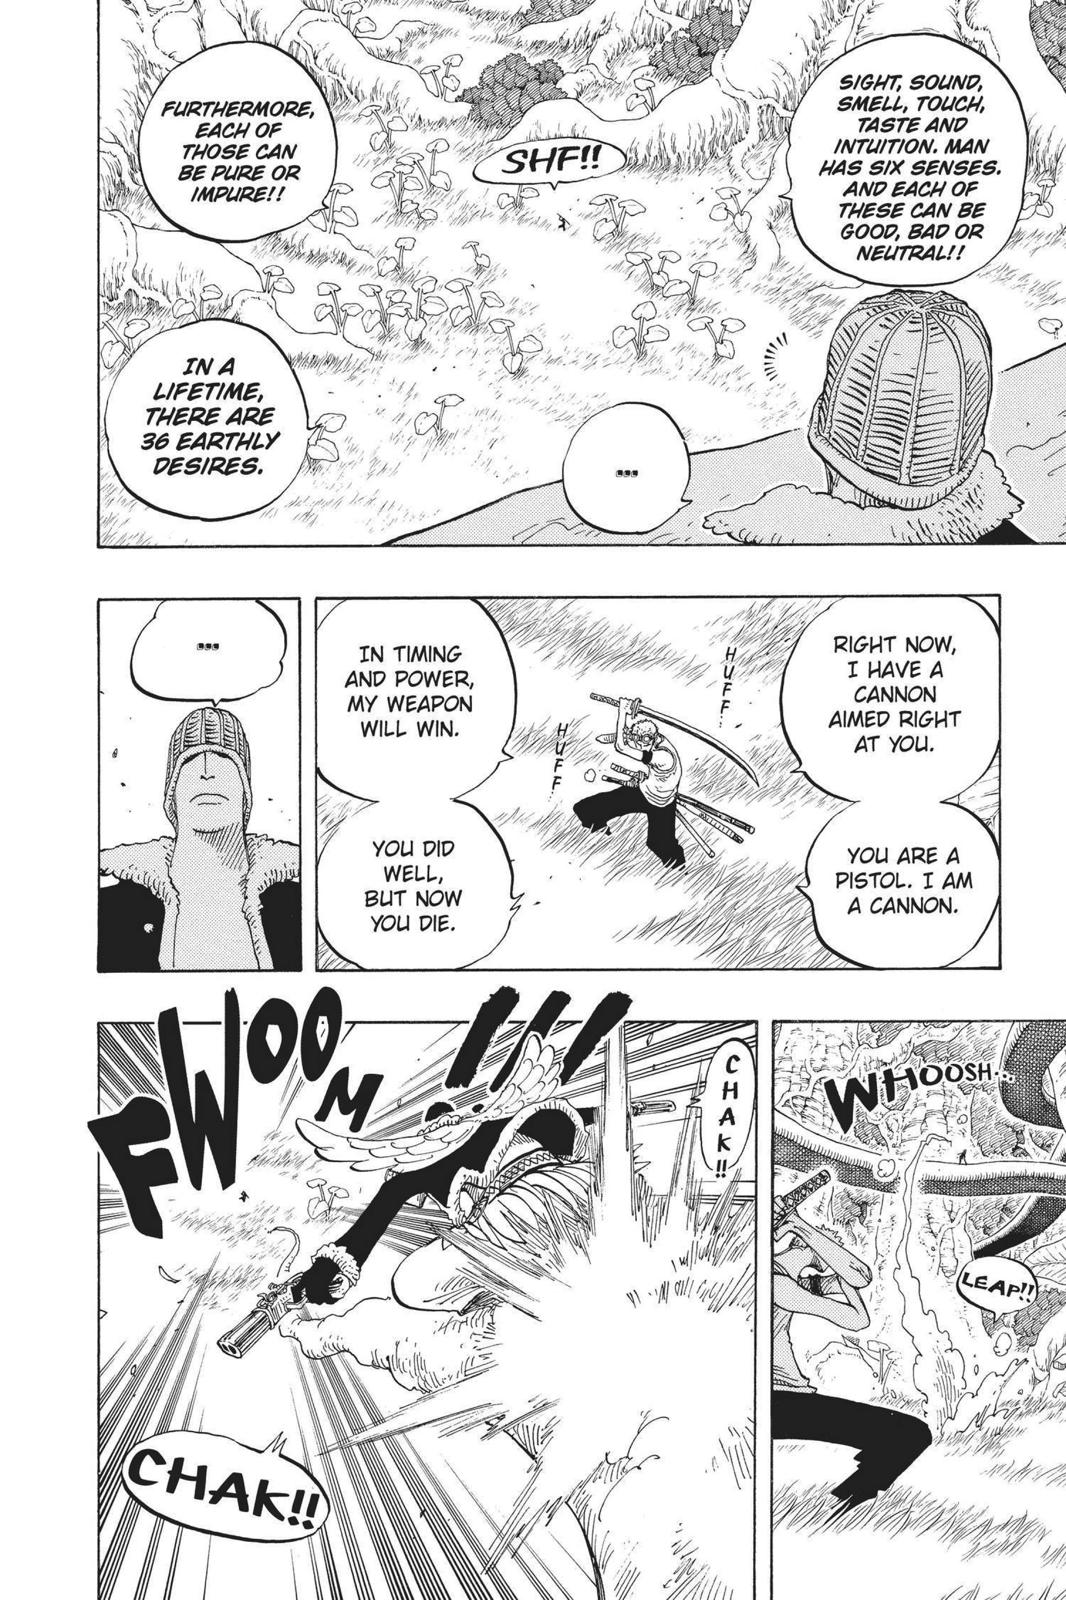 SIGHT, SOUND,
SMELL, TOUCH,
TASTE AND
INTUITION. MAN
HAS SIX SENSES.
AND EACH OF
THESE CAN BE
GOOD, BAD OR
NEUTRAL!!
SHF!!
FURTHERMORE,
EACH OF
THOSE CAN
BE PURE OR
IMPURE!!
...
IN A
LIFETIME,
THERE ARE
36 EARTHLY
DESIRES.
RIGHT NOW,
I HAVE A
CANNON
AIMED RIGHT
AT YOU.
YOU ARE A
PISTOL. I AM
A CANNON.
HUFF
HUFF
IN TIMING
AND POWER,
MY WEAPON
WILL WIN.
YOU DID
WELL,
BUT NOW
YOU DIE.
...
WHOOSH...
LEAP!!
CHAK!!
FWOOM!!!
CHAK!!